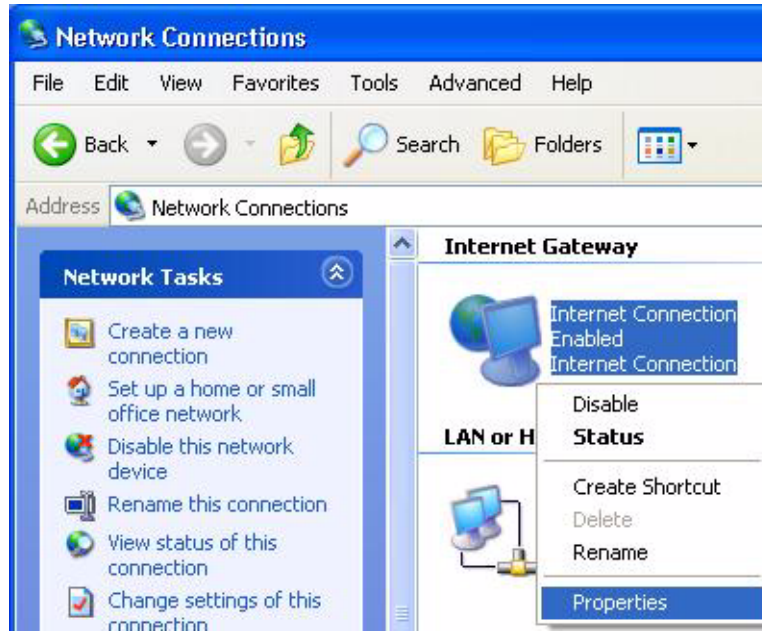 Network Connections
File Edit View Favorites Tools Advanced Help
Back Search Folders
Address Network Connections
Network Tasks
Create a new
connection
Set up a home or small
office network
Disable this network
device
Rename this connection
View status of this
connection
Change settings of this
connection
Internet Gateway
Internet Connection
Enabled
Internet Connection
LAN or H
Disable
Status
Create Shortcut
Delete
Rename
Properties